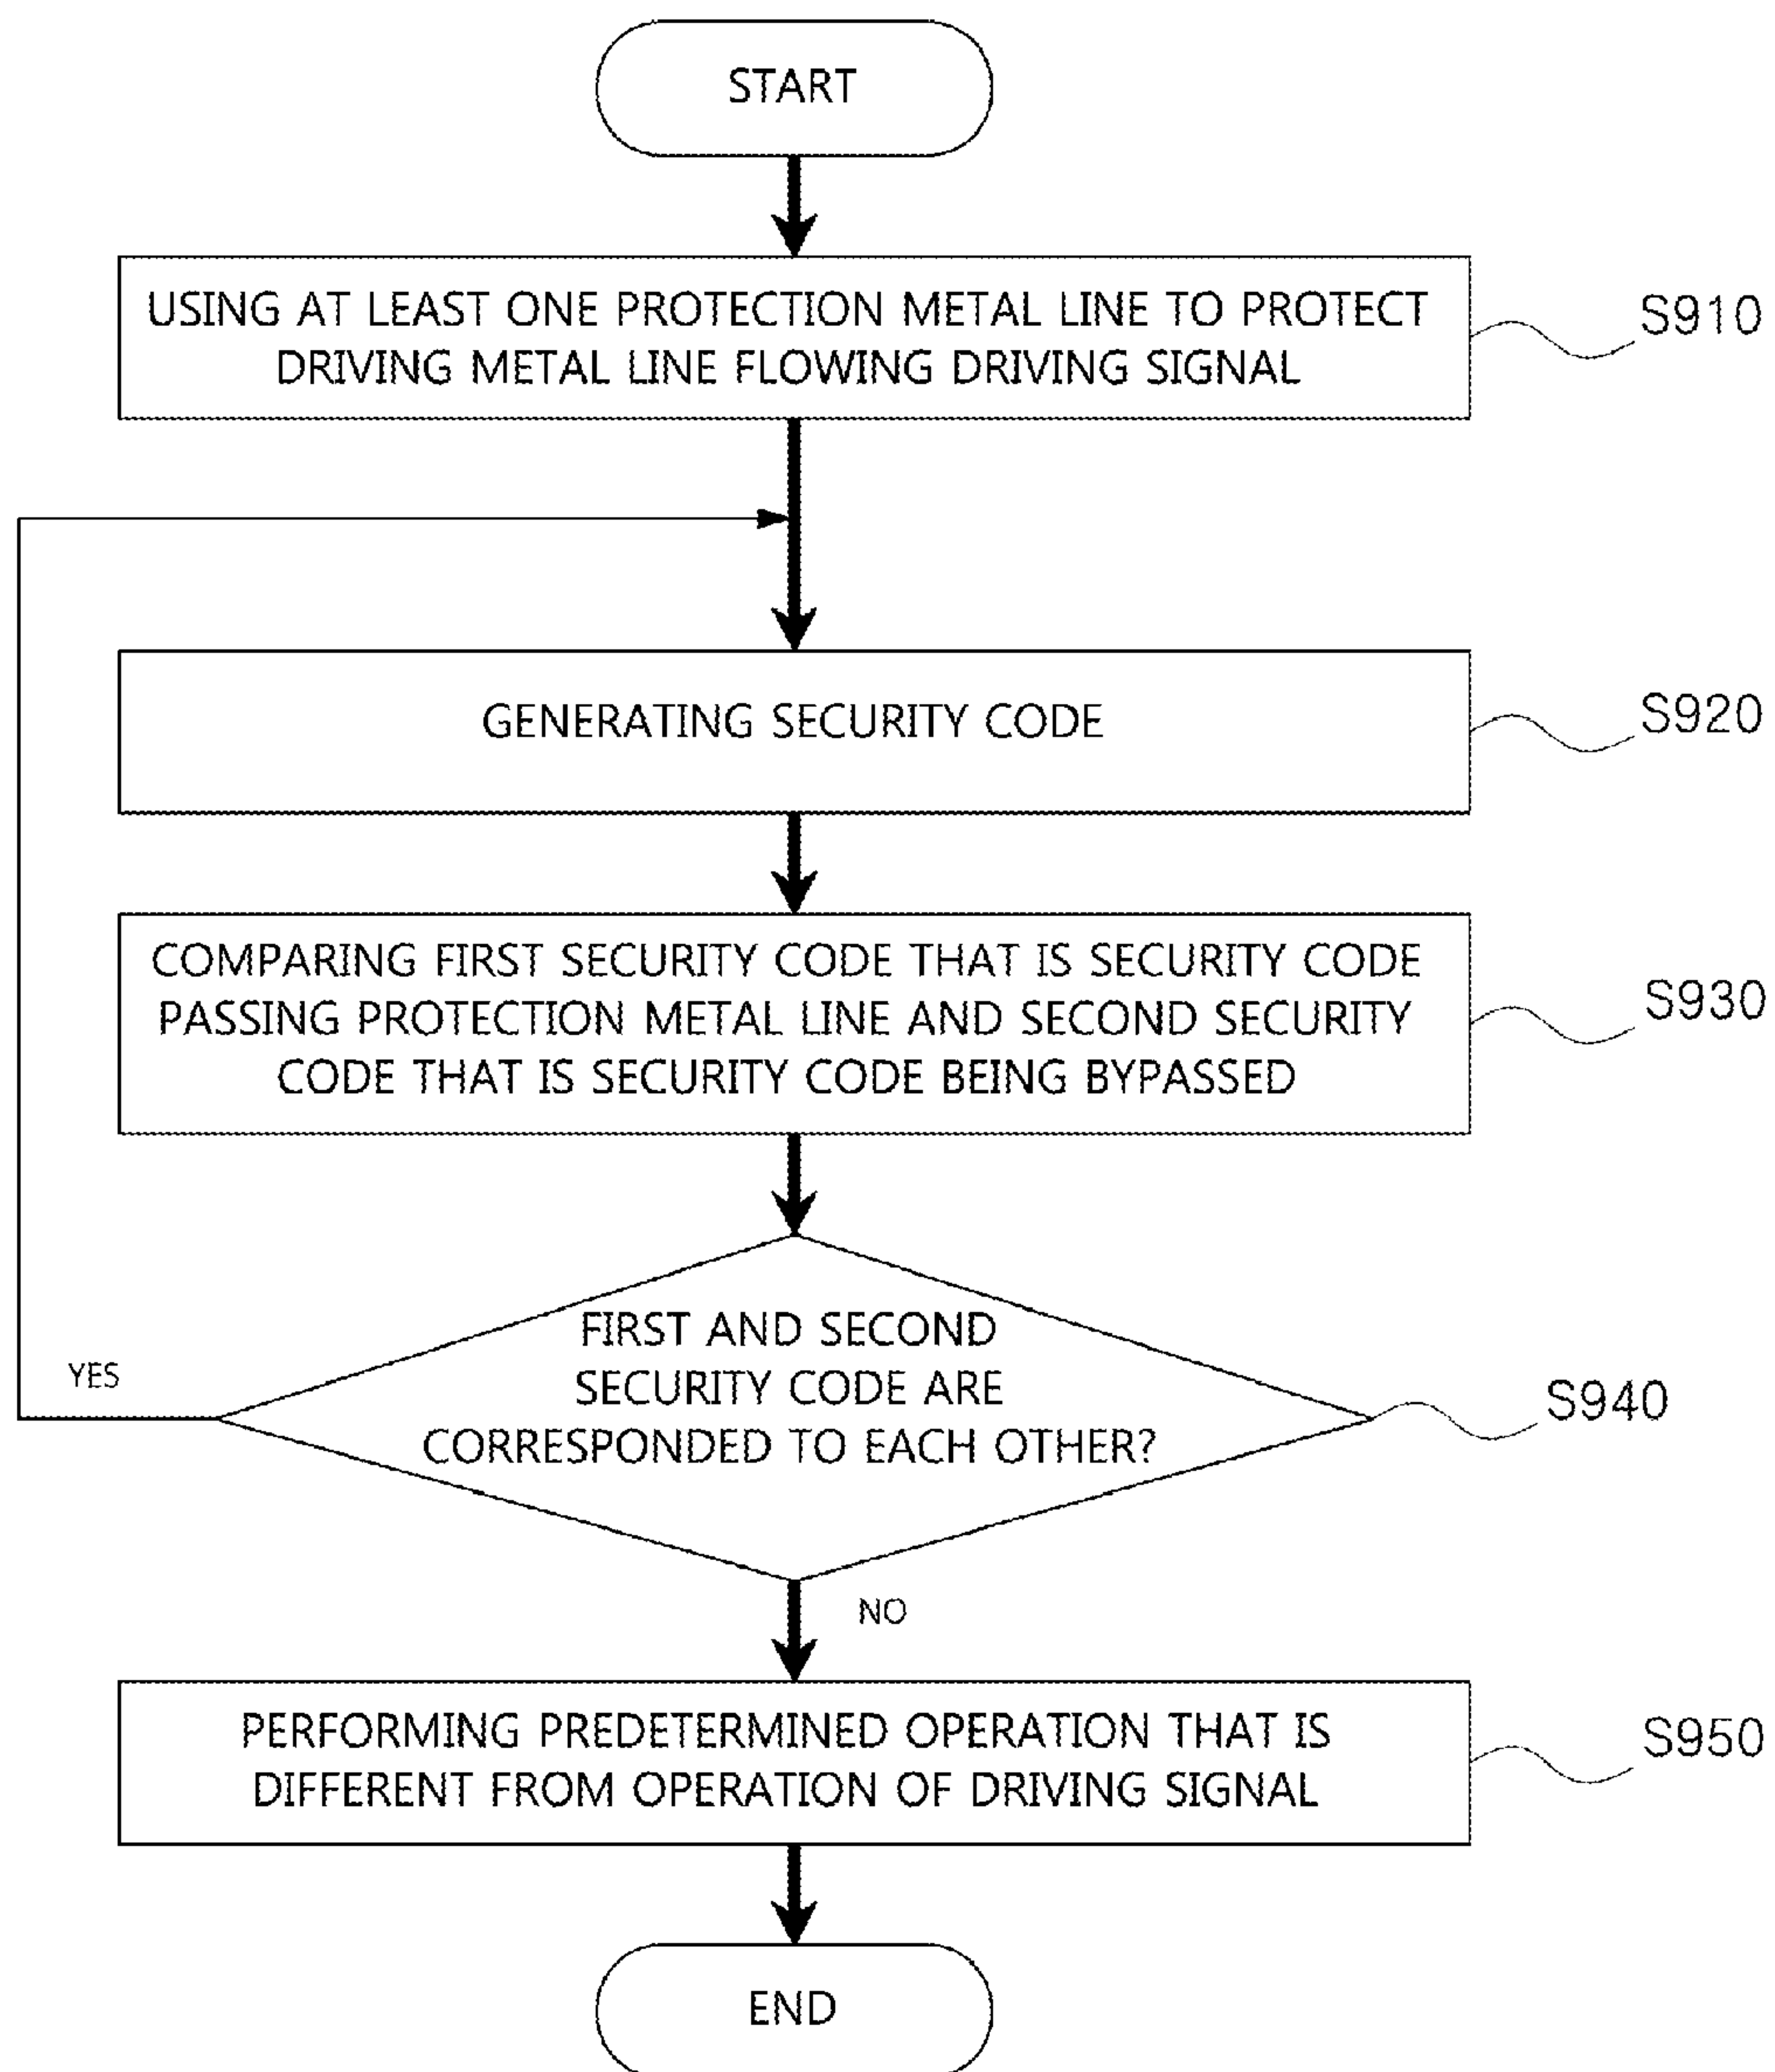 START
USING AT LEAST ONE PROTECTION METAL LINE TO PROTECT
DRIVING METAL LINE FLOWING DRIVING SIGNAL
S910
GENERATING SECURITY CODE
S920
COMPARING FIRST SECURITY CODE THAT IS SECURITY CODE
PASSING PROTECTION METAL LINE AND SECOND SECURITY
CODE THAT IS SECURITY CODE BEING BYPASSED
S930
FIRST AND SECOND
SECURITY CODE ARE
CORRESPONDED TO EACH OTHER?
S940
YES
NO
PERFORMING PREDETERMINED OPERATION THAT IS
DIFFERENT FROM OPERATION OF DRIVING SIGNAL
S950
END